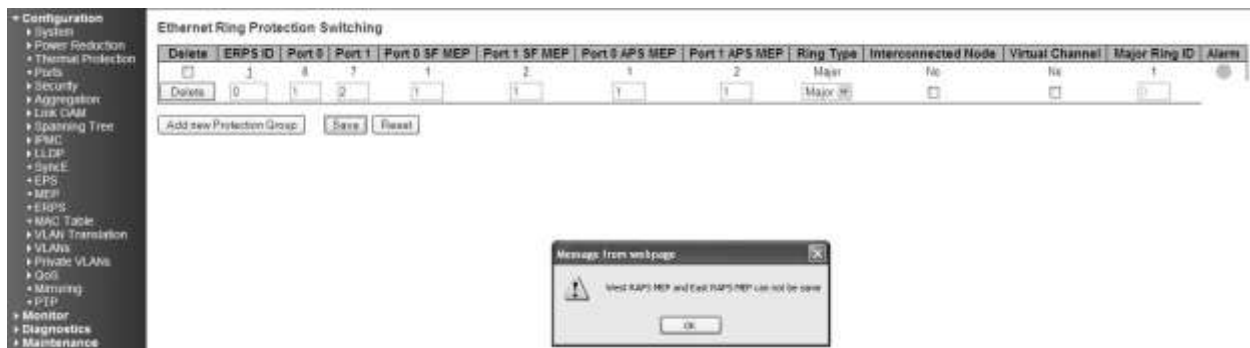 Configuration
System
Power Reduction
Thermal Protection
Ports
Security
Aggregation
Link OAM
Spanning Tree
IPMC
LLDP
SyncE
EPS
MEP
ERPS
MAC Table
VLAN Translation
VLANs
Private VLANs
QoS
Mirroring
PTP
Monitor
Diagnostics
Maintenance
Ethernet Ring Protection Switching
Delete ERPS ID Port 0 Port 1 Port 0 SF MEP Port 1 SF MEP Port 0 APS MEP Port 1 APS MEP Ring Type Interconnected Node Virtual Channel Major Ring ID Alarm
1 6 7 1 2 1 2 Major No No 1
Delete 0 1 2 1 1 1 1 Major
Add new Protection Group Save Reset
Message from webpage
West RAPS MEP and East RAPS MEP can not be same
OK